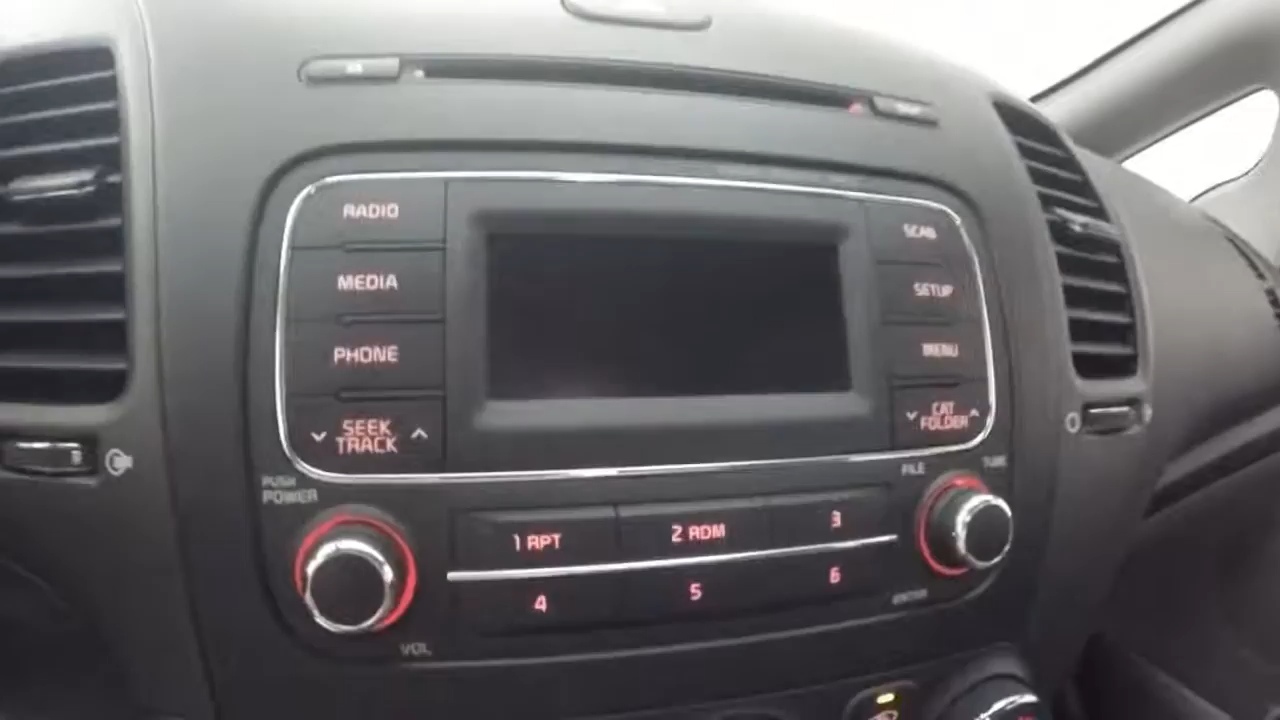 RADIO
MEDIA
PHONE
SEEK
TRACK
SCAN
SETUP
MENU
CAT
FOLDER
PUSH
POWER
VOL
1 RPT
2 RDM
3
4
5
6
FILE
TUNE
ENTER